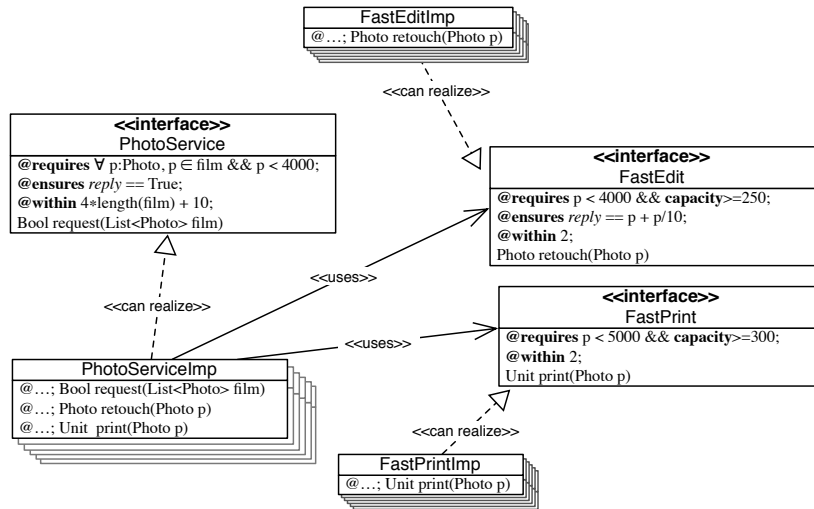 FastEditImp
@…; Photo retouch(Photo p)
<<can realize>>
<<interface>>
PhotoService
@requires ∀ p:Photo, p ∈ film && p < 4000;
@ensures reply == True;
@within 4*length(film) + 10;
Bool request(List<Photo> film)
<<interface>>
FastEdit
@requires p < 4000 && capacity>=250;
@ensures reply == p + p/10;
@within 2;
Photo retouch(Photo p)
<<uses>>
<<can realize>>
<<interface>>
FastPrint
@requires p < 5000 && capacity>=300;
@within 2;
Unit print(Photo p)
<<uses>>
PhotoServiceImp
@…; Bool request(List<Photo> film)
@…; Photo retouch(Photo p)
@…; Unit print(Photo p)
<<can realize>>
FastPrintImp
@…; Unit print(Photo p)